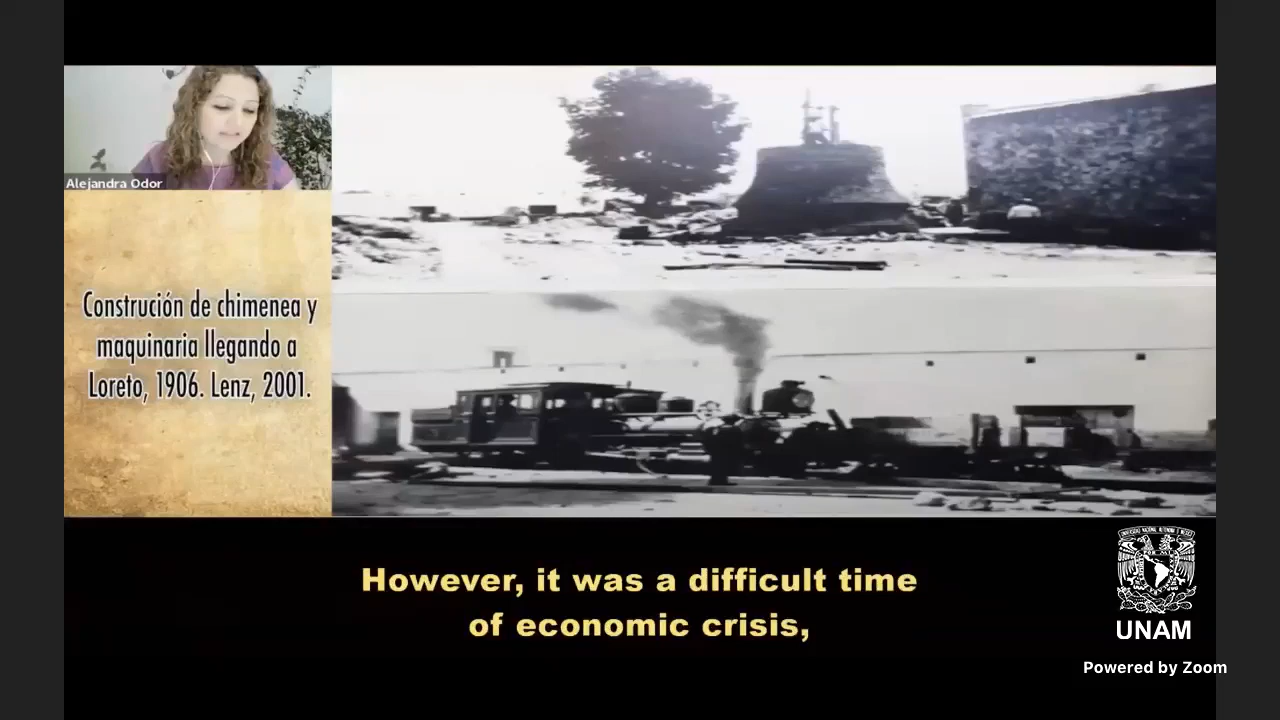 Alejandra Odor
Construción de chimenea y
maquinaria llegando a
Loreto, 1906. Lenz, 2001.
However, it was a difficult time
of economic crisis,
UNAM
Powered by Zoom